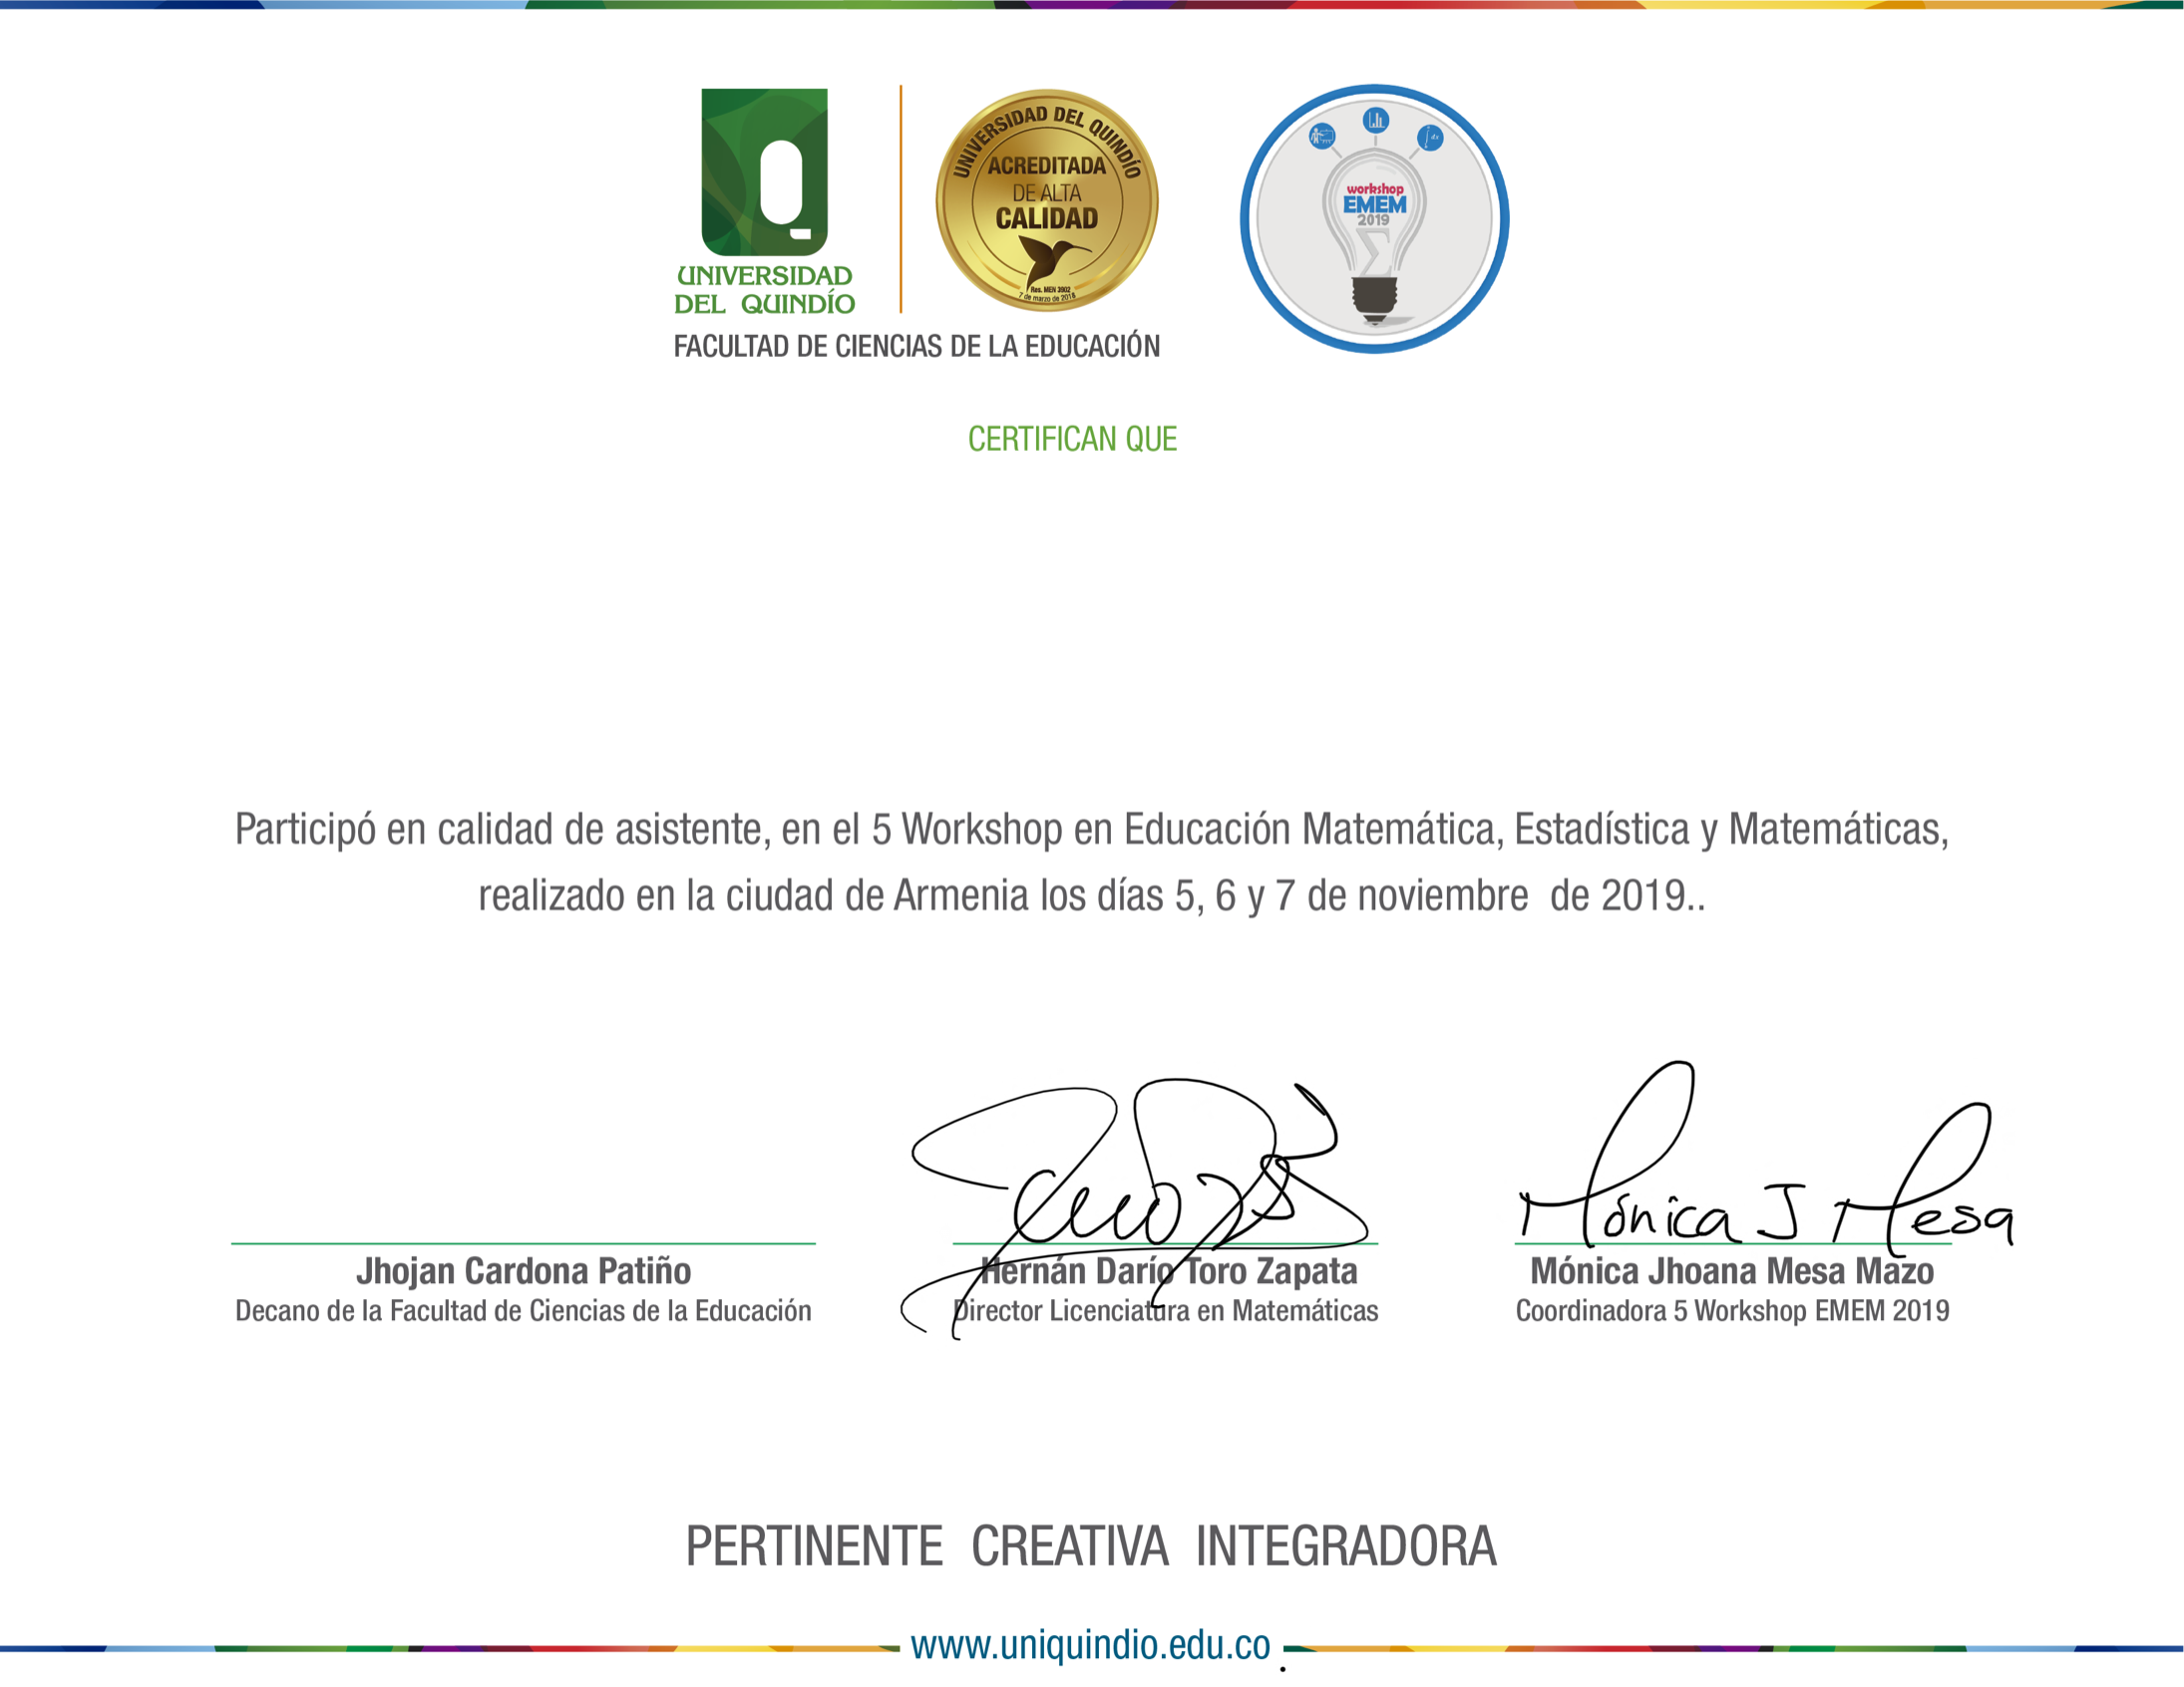 UNIVERSIDAD
DEL QUINDÍO
UNIVERSIDAD DEL QUINDÍO
ACREDITADA
DE ALTA
CALIDAD
Res. MEN 3902
7 de marzo de 2018
workshop
EMEM
2019
Σ
FACULTAD DE CIENCIAS DE LA EDUCACIÓN
CERTIFICAN QUE
Participó en calidad de asistente, en el 5 Workshop en Educación Matemática, Estadística y Matemáticas,
realizado en la ciudad de Armenia los días 5, 6 y 7 de noviembre de 2019..
Mónica J Mesa
Jhojan Cardona Patiño
Decano de la Facultad de Ciencias de la Educación
Hernán Darío Toro Zapata
Director Licenciatura en Matemáticas
Mónica Jhoana Mesa Mazo
Coordinadora 5 Workshop EMEM 2019
PERTINENTE CREATIVA INTEGRADORA
www.uniquindio.edu.co